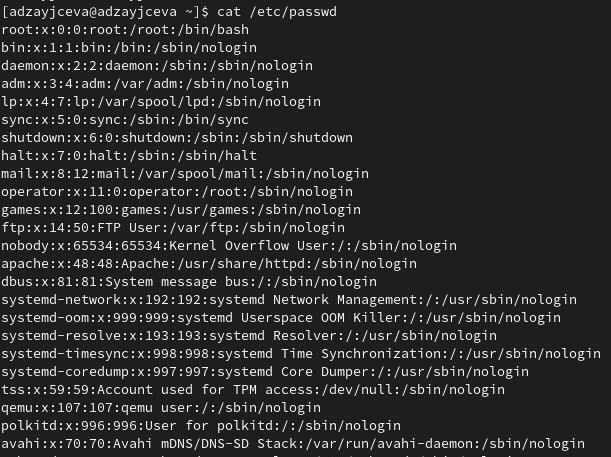 [adzayjceva@adzayjceva ~]$ cat /etc/passwd
root:x:0:0:root:/root:/bin/bash
bin:x:1:1:bin:/bin:/sbin/nologin
daemon:x:2:2:daemon:/sbin:/sbin/nologin
adm:x:3:4:adm:/var/adm:/sbin/nologin
lp:x:4:7:lp:/var/spool/lpd:/sbin/nologin
sync:x:5:0:sync:/sbin:/bin/sync
shutdown:x:6:0:shutdown:/sbin:/sbin/shutdown
halt:x:7:0:halt:/sbin:/sbin/halt
mail:x:8:12:mail:/var/spool/mail:/sbin/nologin
operator:x:11:0:operator:/root:/sbin/nologin
games:x:12:100:games:/usr/games:/sbin/nologin
ftp:x:14:50:FTP User:/var/ftp:/sbin/nologin
nobody:x:65534:65534:Kernel Overflow User:/:/sbin/nologin
apache:x:48:48:Apache:/usr/share/httpd:/sbin/nologin
dbus:x:81:81:System message bus:/:/sbin/nologin
systemd-network:x:192:192:systemd Network Management:/:/usr/sbin/nologin
systemd-oom:x:999:999:systemd Userspace OOM Killer:/:/usr/sbin/nologin
systemd-resolve:x:193:193:systemd Resolver:/:/usr/sbin/nologin
systemd-timesync:x:998:998:systemd Time Synchronization:/:/usr/sbin/nologin
systemd-coredump:x:997:997:systemd Core Dumper:/:/usr/sbin/nologin
tss:x:59:59:Account used for TPM access:/dev/null:/sbin/nologin
qemu:x:107:107:qemu user:/:/sbin/nologin
polkitd:x:996:996:User for polkitd:/:/sbin/nologin
avahi:x:70:70:Avahi mDNS/DNS-SD Stack:/var/run/avahi-daemon:/sbin/nologin